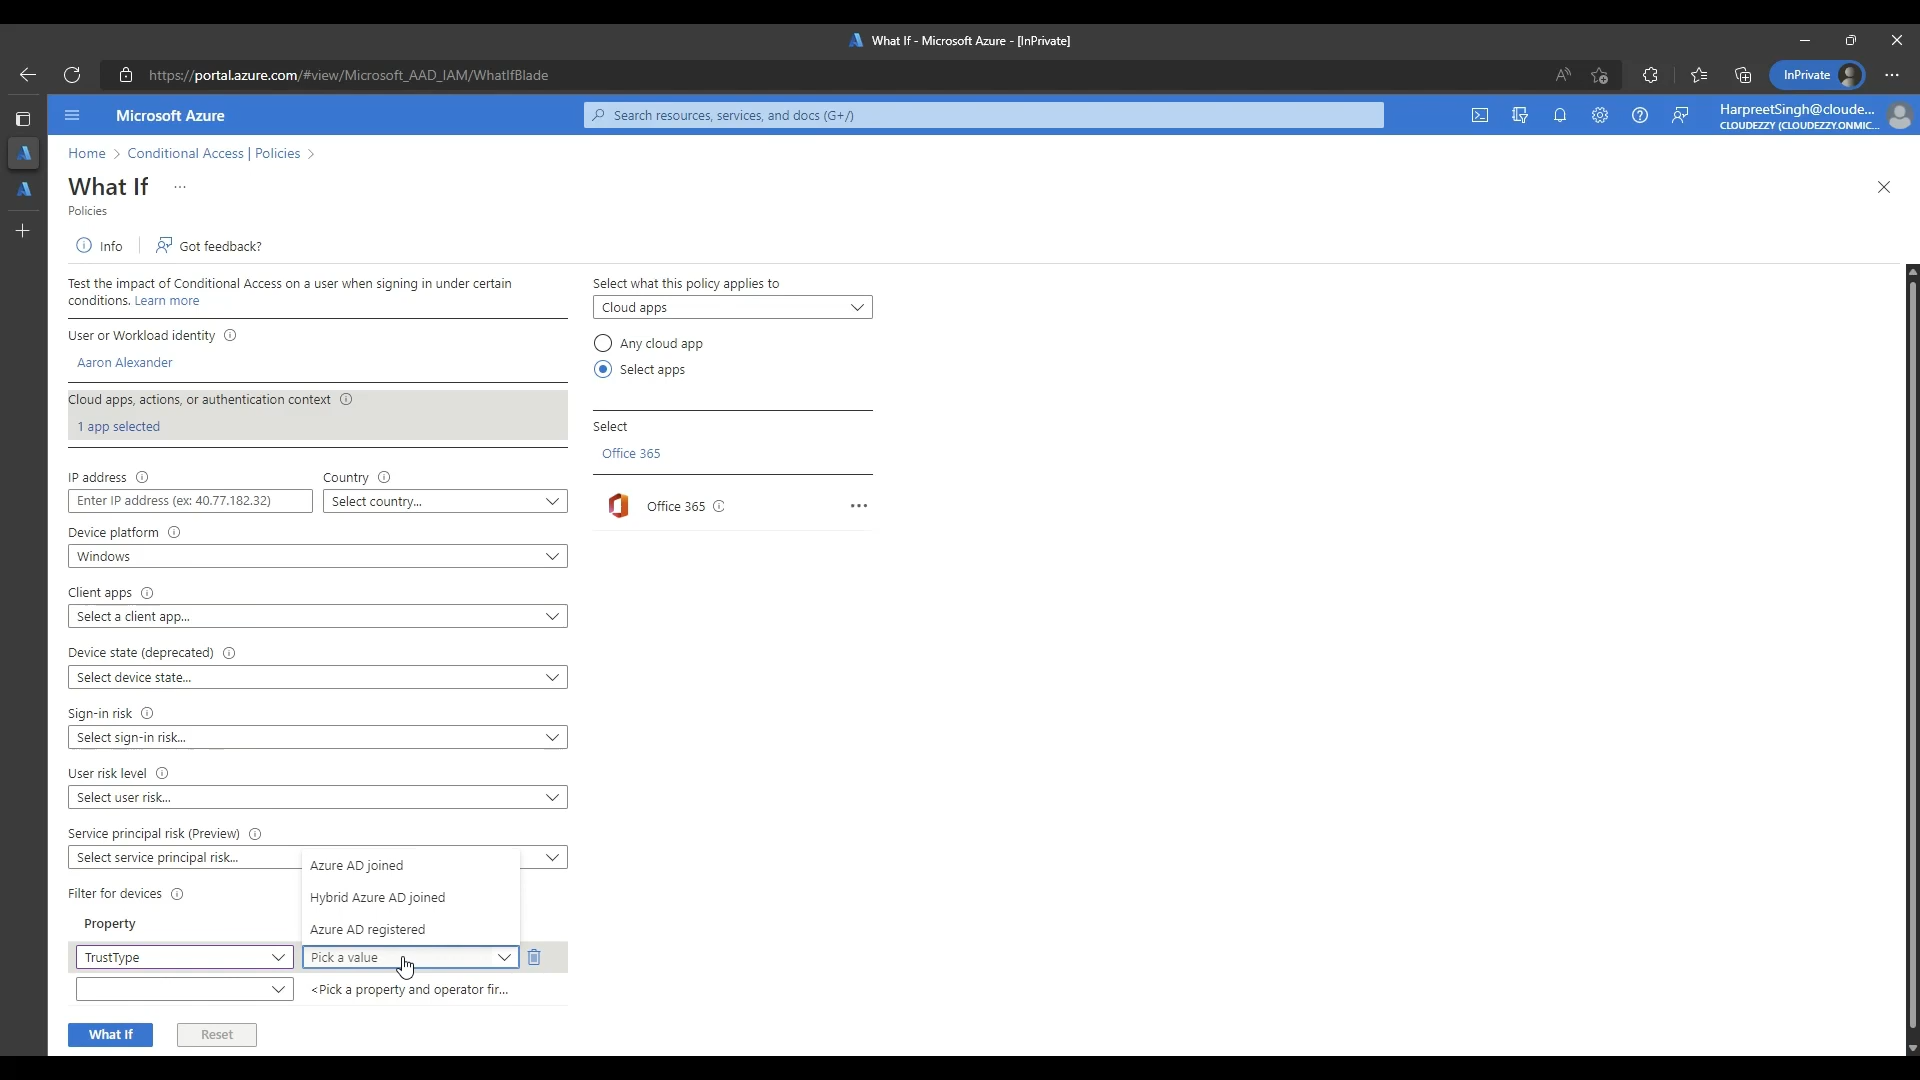 What If - Microsoft Azure - [InPrivate]
https://portal.azure.com/#view/Microsoft_AAD_IAM/WhatIfBlade
InPrivate
Microsoft Azure
Search resources, services, and docs (G+/)
HarpreetSingh@cloude...
CLOUDEZZY (CLOUDEZZY.ONMIC...
Home > Conditional Access | Policies >
What If ...
Policies
Info
Got feedback?
Test the impact of Conditional Access on a user when signing in under certain
conditions. Learn more
User or Workload identity
Aaron Alexander
Cloud apps, actions, or authentication context
1 app selected
IP address
Country
Enter IP address (ex: 40.77.182.32)
Select country...
Device platform
Windows
Client apps
Select a client app...
Device state (deprecated)
Select device state...
Sign-in risk
Select sign-in risk...
User risk level
Select user risk...
Service principal risk (Preview)
Select service principal risk...
Azure AD joined
Hybrid Azure AD joined
Azure AD registered
Filter for devices
Property
TrustType
Pick a value
<Pick a property and operator fir...
What If
Reset
Select what this policy applies to
Cloud apps
Any cloud app
Select apps
Select
Office 365
Office 365